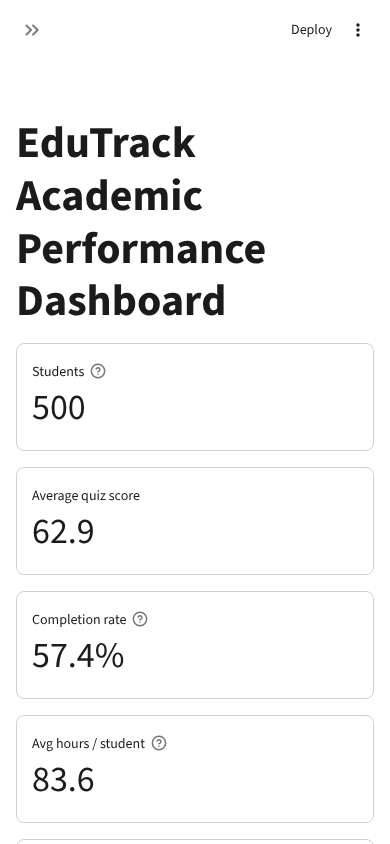 Deploy
EduTrack
Academic
Performance
Dashboard
Students
500
Average quiz score
62.9
Completion rate
57.4%
Avg hours / student
83.6